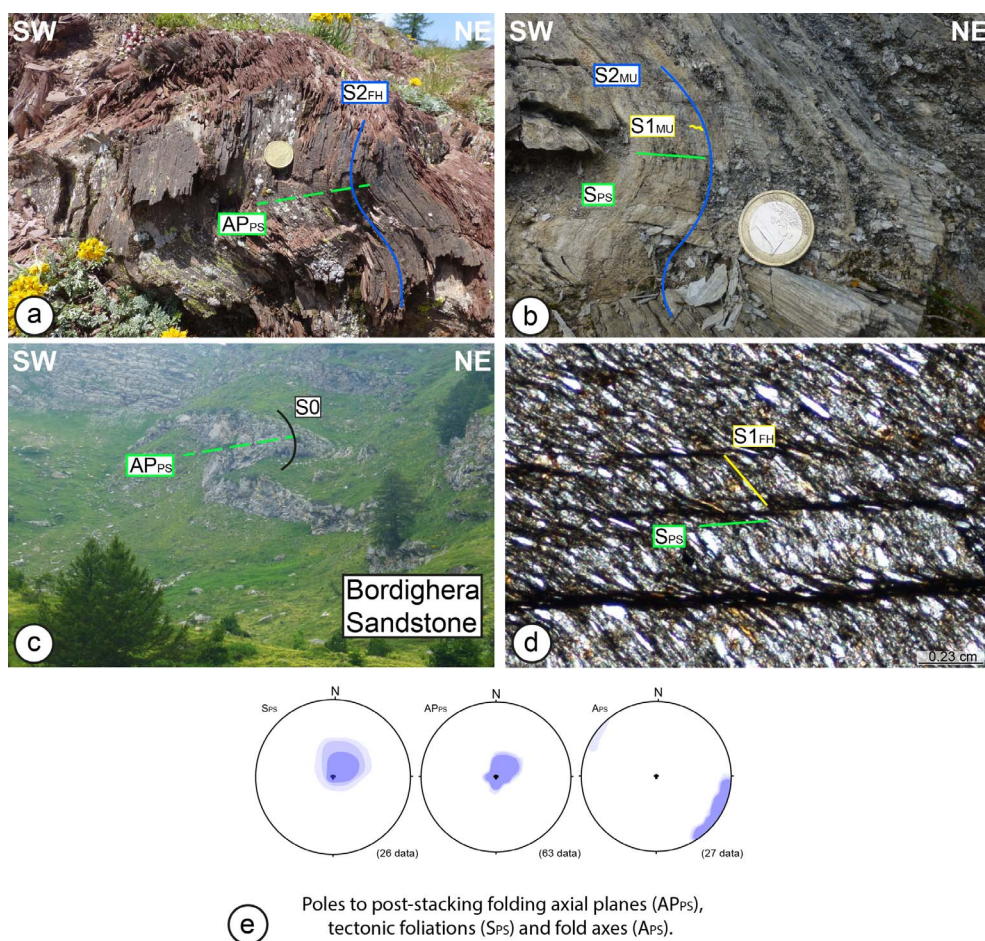 SW NE
S2FH
APPS
a
SW NE
S2MU
S1MU
SPS
b
SW NE
S0
APPS
Bordighera
Sandstone
c
S1FH
SPS
d
0.23 cm
SPS
N
(26 data)
APPS
N
(63 data)
APS
N
(27 data)
e
Poles to post-stacking folding axial planes (APPS),
tectonic foliations (SPS) and fold axes (APS).